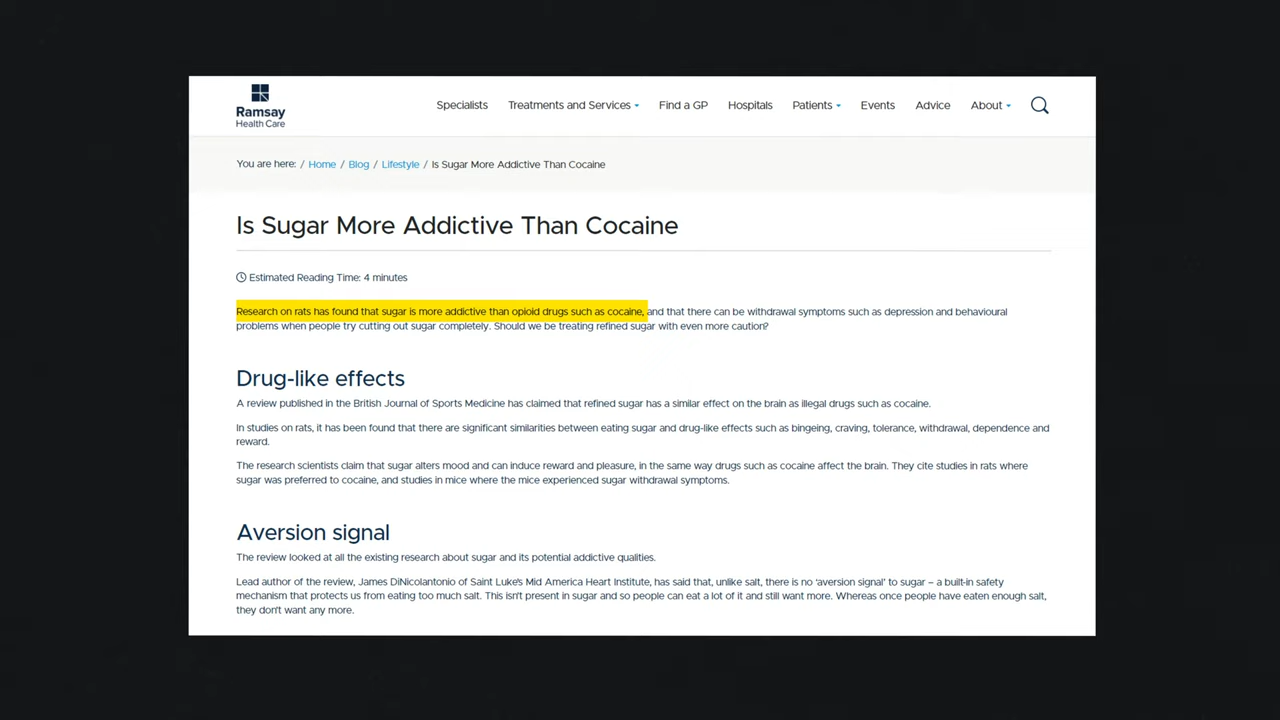 Ramsay
Health Care
Specialists Treatments and Services Find a GP Hospitals Patients Events Advice About
You are here: / Home / Blog / Lifestyle / Is Sugar More Addictive Than Cocaine
Is Sugar More Addictive Than Cocaine
Estimated Reading Time: 4 minutes
Research on rats has found that sugar is more addictive than opioid drugs such as cocaine, and that there can be withdrawal symptoms such as depression and behavioural
problems when people try cutting out sugar completely. Should we be treating refined sugar with even more caution?
Drug-like effects
A review published in the British Journal of Sports Medicine has claimed that refined sugar has a similar effect on the brain as illegal drugs such as cocaine.
In studies on rats, it has been found that there are significant similarities between eating sugar and drug-like effects such as bingeing, craving, tolerance, withdrawal, dependence and
reward.
The research scientists claim that sugar alters mood and can induce reward and pleasure, in the same way drugs such as cocaine affect the brain. They cite studies in rats where
sugar was preferred to cocaine, and studies in mice where the mice experienced sugar withdrawal symptoms.
Aversion signal
The review looked at all the existing research about sugar and its potential addictive qualities.
Lead author of the review, James DiNicolantonio of Saint Luke's Mid America Heart Institute, has said that, unlike salt, there is no 'aversion signal' to sugar – a built-in safety
mechanism that protects us from eating too much salt. This isn't present in sugar and so people can eat a lot of it and still want more. Whereas once people have eaten enough salt,
they don't want any more.